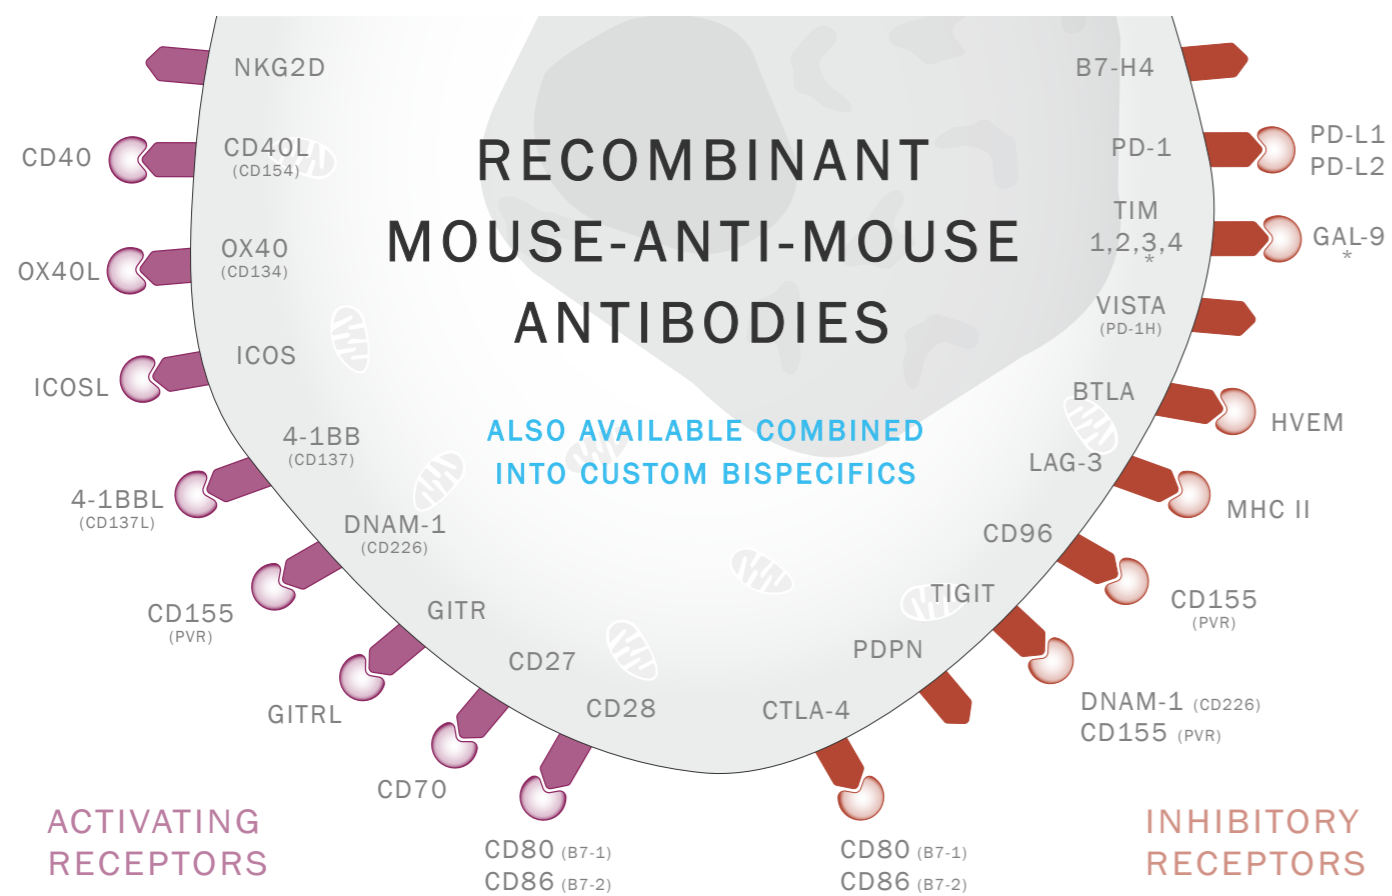 RECOMBINANT
MOUSE-ANTI-MOUSE
ANTIBODIES
ALSO AVAILABLE COMBINED
INTO CUSTOM BISPECIFICS
NKG2D
CD40
CD40L
(CD154)
OX40L
OX40
(CD134)
ICOSL
ICOS
4-1BBL
(CD137L)
4-1BB
(CD137)
CD155
(PVR)
DNAM-1
(CD226)
GITRL
GITR
CD70
CD27
CD28
CD80 (B7-1)
CD86 (B7-2)
ACTIVATING
RECEPTORS
B7-H4
PD-1
PD-L1
PD-L2
TIM
1,2,3,4
*
GAL-9
*
VISTA
(PD-1H)
BTLA
HVEM
LAG-3
MHC II
CD96
CD155
(PVR)
TIGIT
DNAM-1 (CD226)
CD155 (PVR)
PDPN
CTLA-4
CD80 (B7-1)
CD86 (B7-2)
INHIBITORY
RECEPTORS